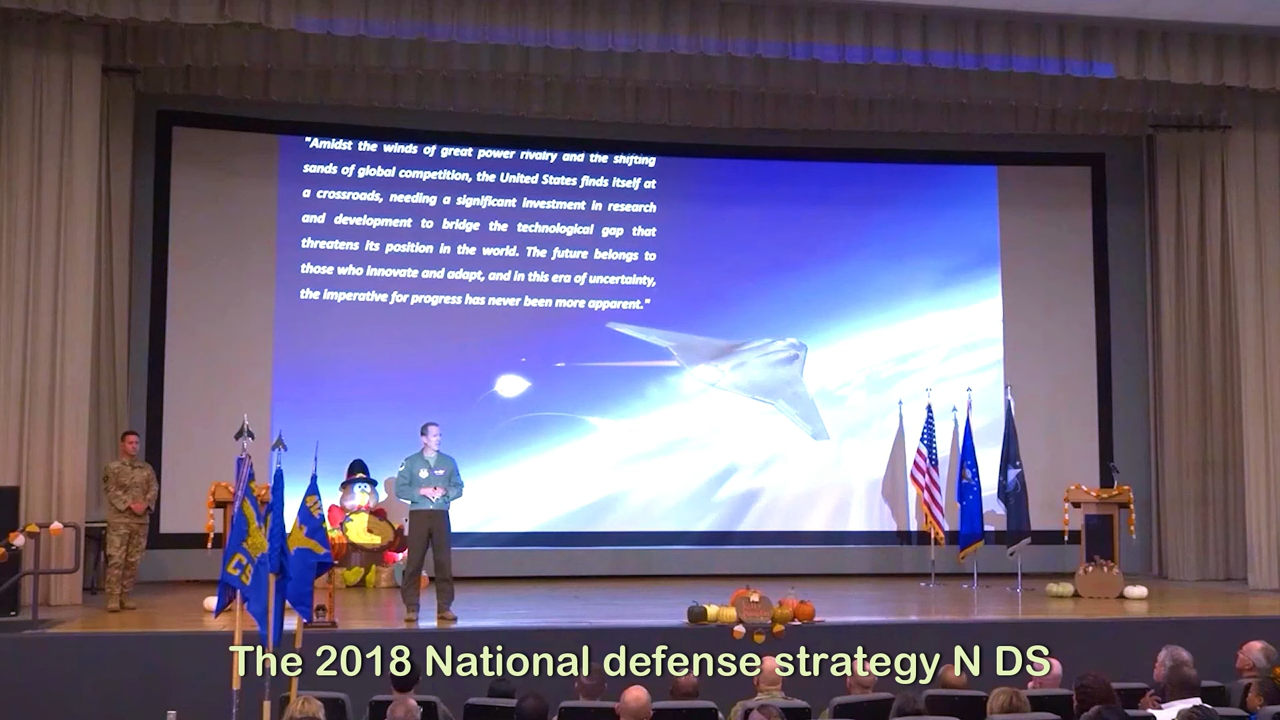 "Amidst the winds of great power rivalry and the shifting
sands of global competition, the United States finds itself at
a crossroads, needing a significant investment in research
and development to bridge the technological gap that
threatens its position in the world. The future belongs to
those who innovate and adapt, and in this era of uncertainty,
the imperative for progress has never been more apparent."
CS
The 2018 National defense strategy N DS